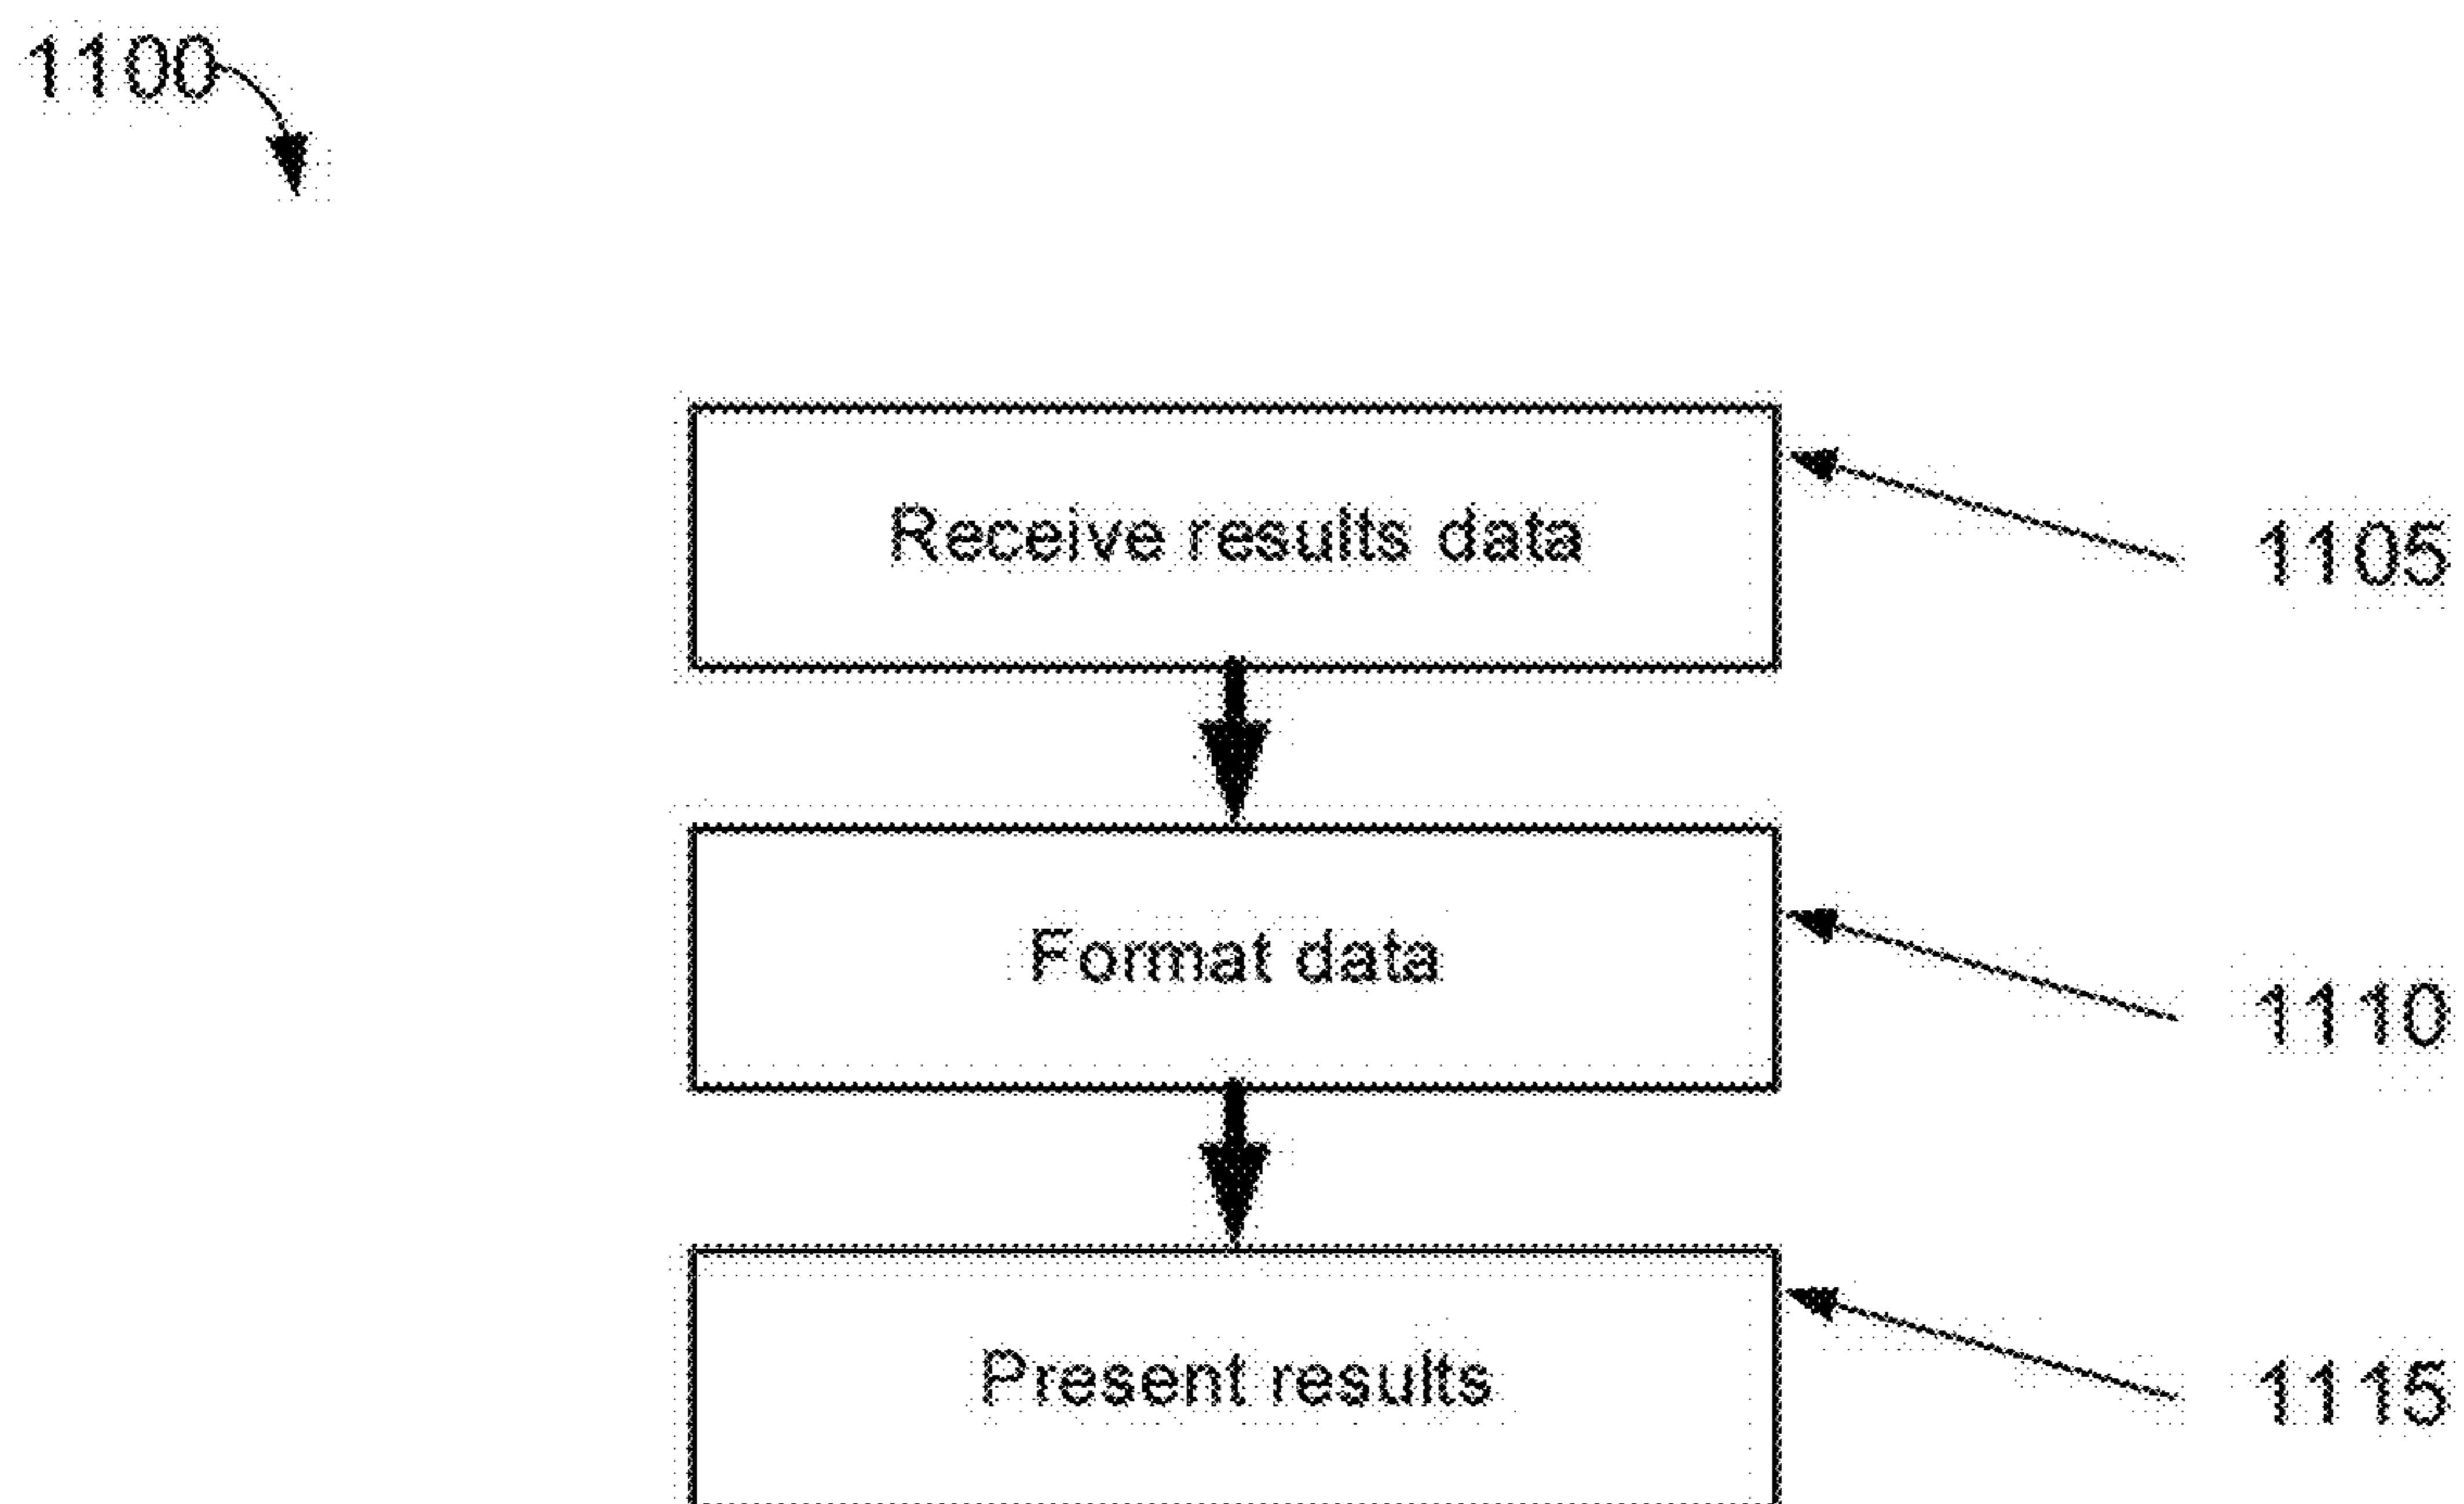 1100
Receive results data
1105
Format data
1110
Present results
1115